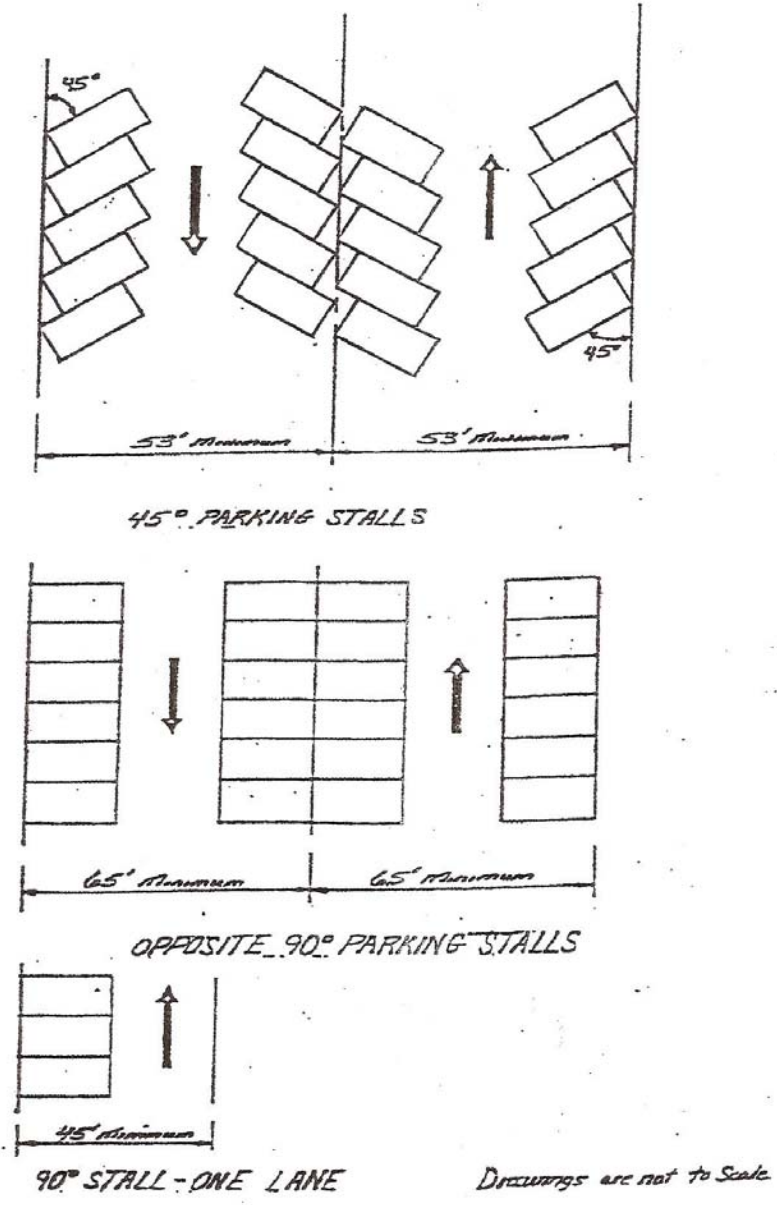 45°
45°
53' Minimum
53' Minimum
45° PARKING STALLS
65' Minimum
65' Minimum
OPPOSITE 90° PARKING STALLS
45' Minimum
90° STALL - ONE LANE
Drawings are not to Scale